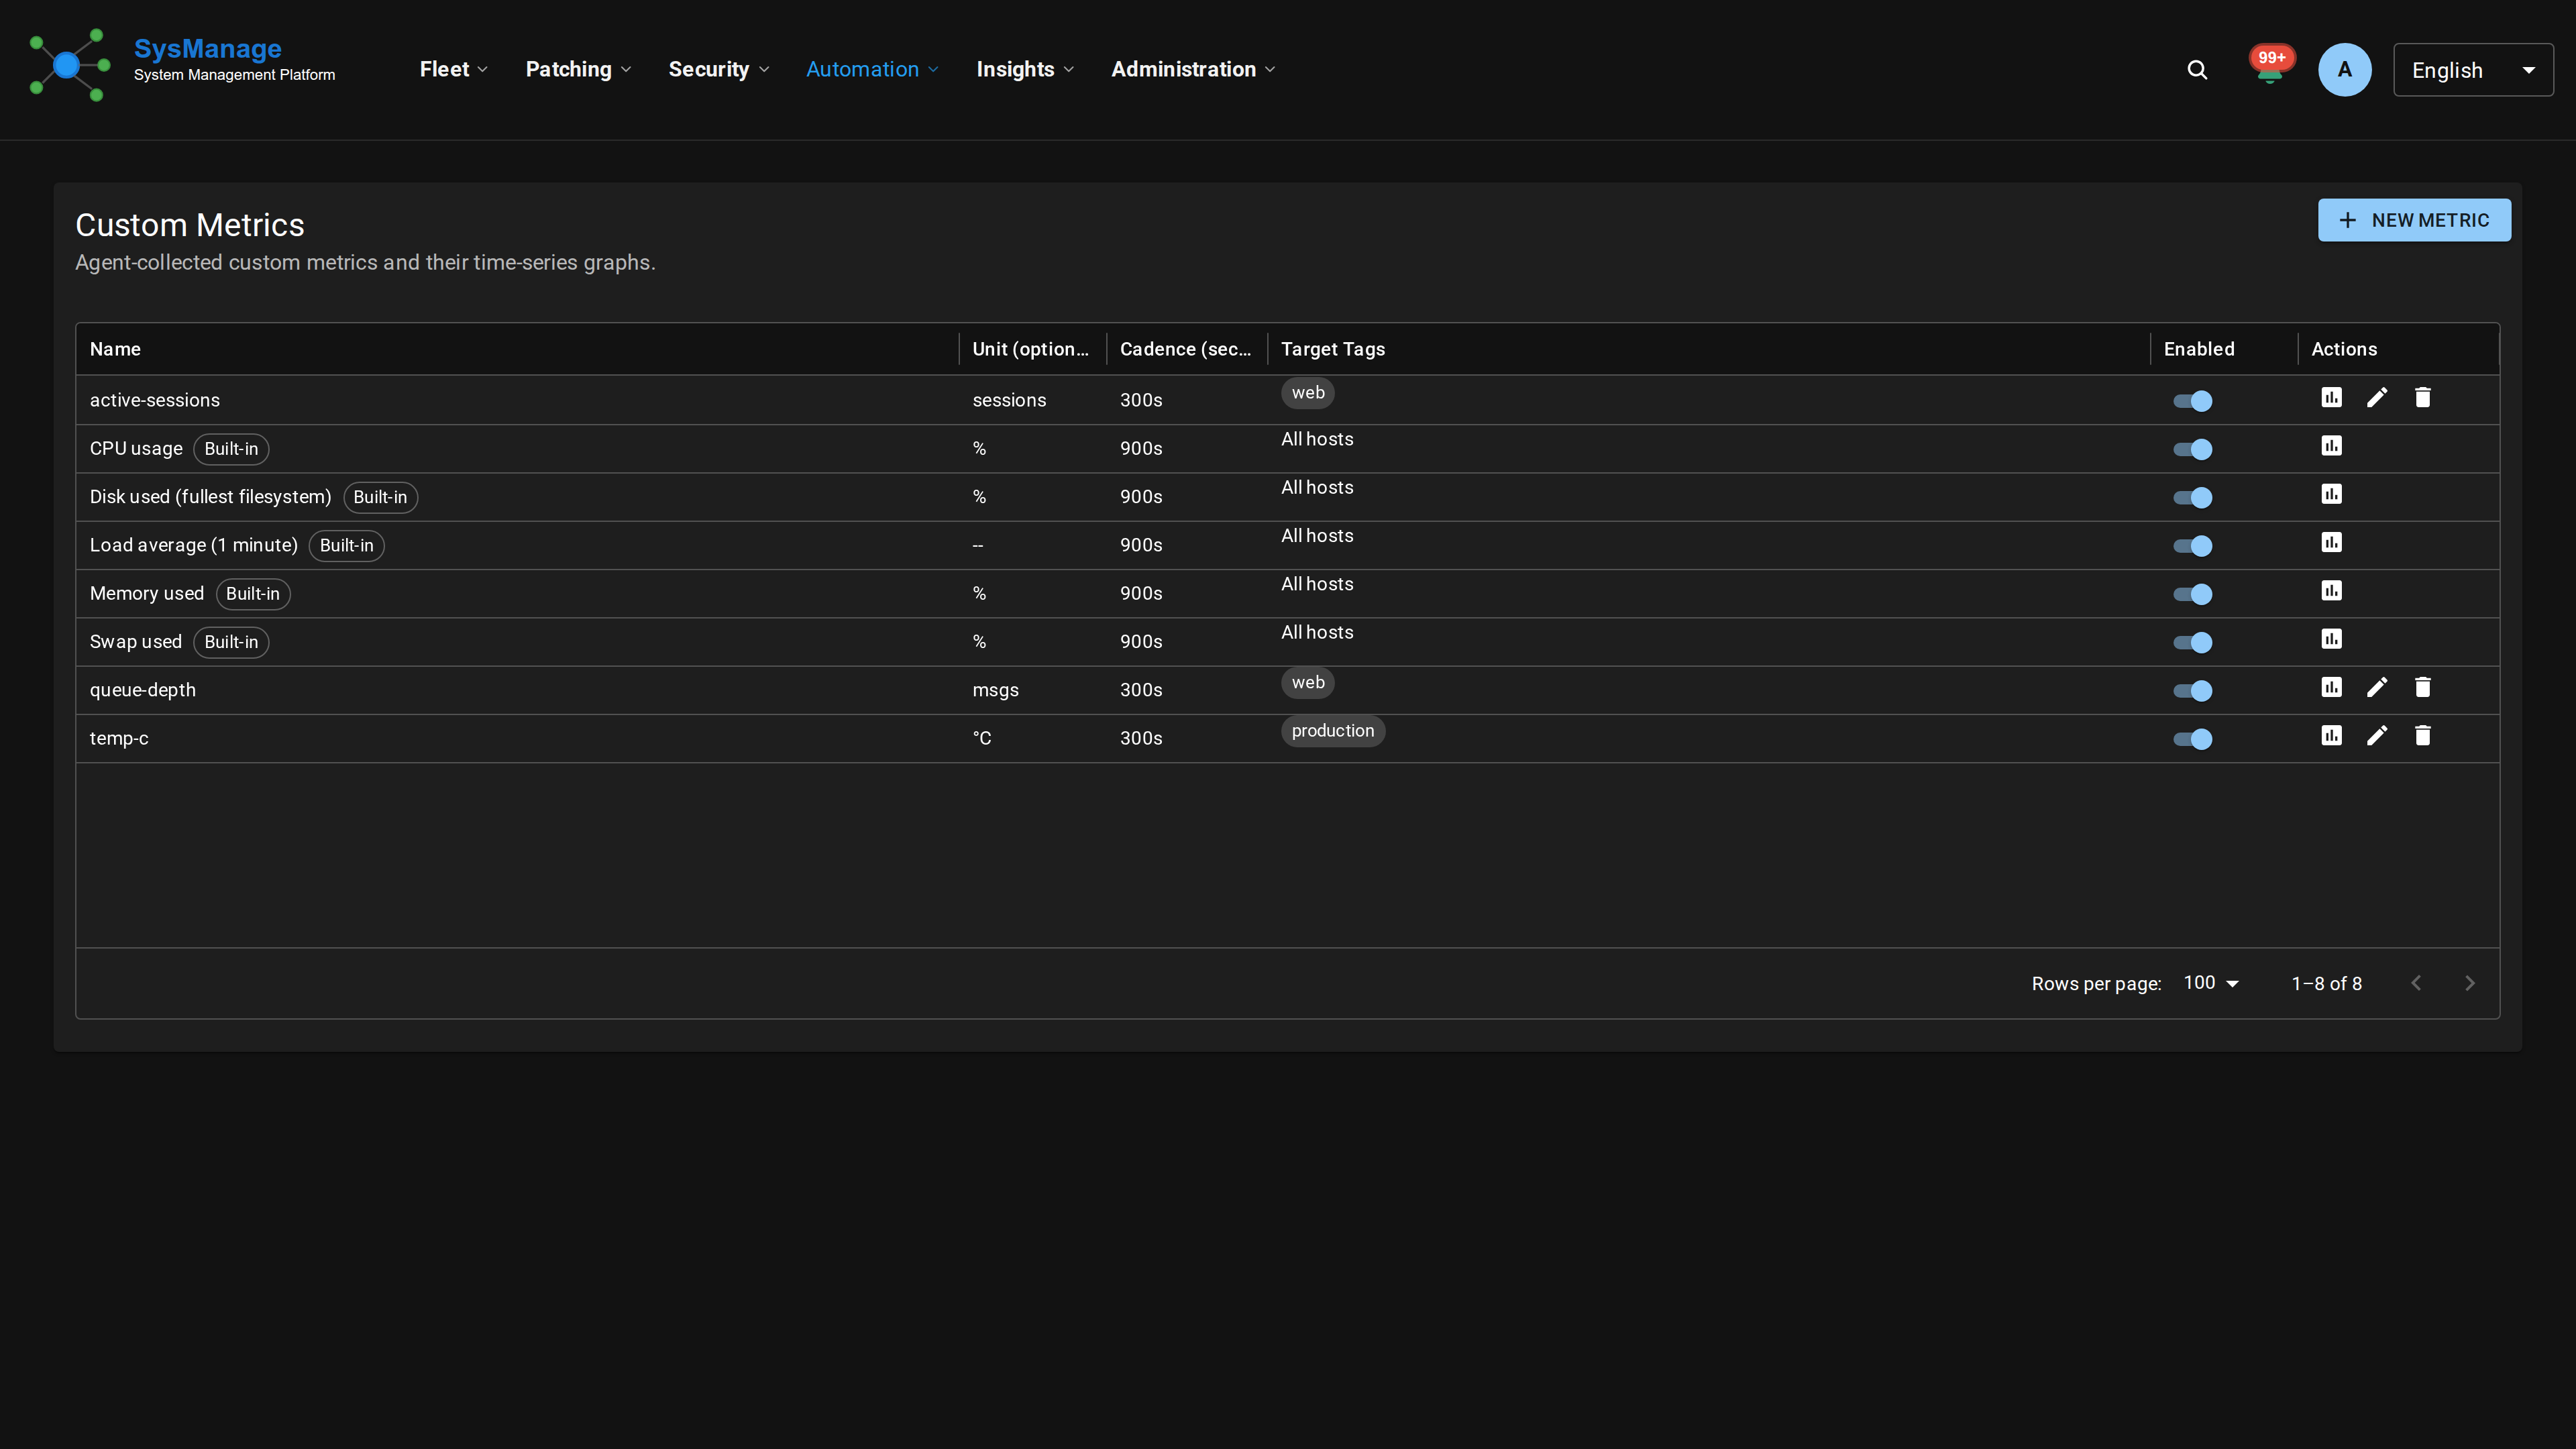 SysManage
System Management Platform
Fleet Patching Security Automation Insights Administration
99+ A English
Custom Metrics
NEW METRIC
Agent-collected custom metrics and their time-series graphs.
Name Unit (option… Cadence (sec… Target Tags Enabled Actions
active-sessions sessions 300s web
CPU usage Built-in % 900s All hosts
Disk used (fullest filesystem) Built-in % 900s All hosts
Load average (1 minute) Built-in -- 900s All hosts
Memory used Built-in % 900s All hosts
Swap used Built-in % 900s All hosts
queue-depth msgs 300s web
temp-c °C 300s production
Rows per page: 100 1–8 of 8